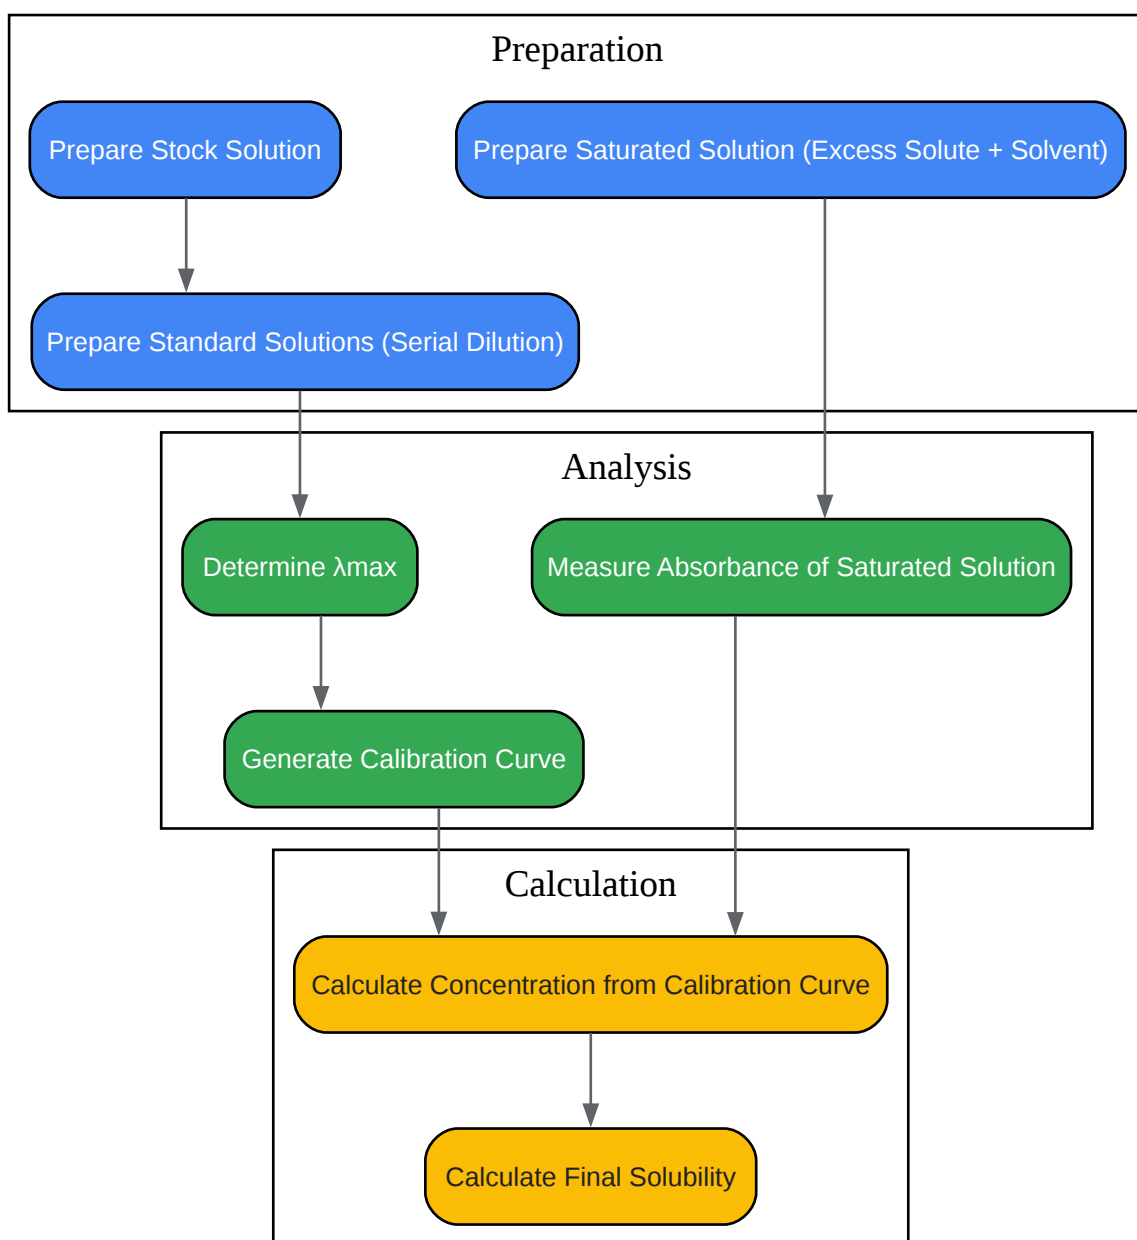 Preparation
Prepare Stock Solution
Prepare Saturated Solution (Excess Solute + Solvent)
Prepare Standard Solutions (Serial Dilution)
Analysis
Determine λmax
Measure Absorbance of Saturated Solution
Generate Calibration Curve
Calculation
Calculate Concentration from Calibration Curve
Calculate Final Solubility